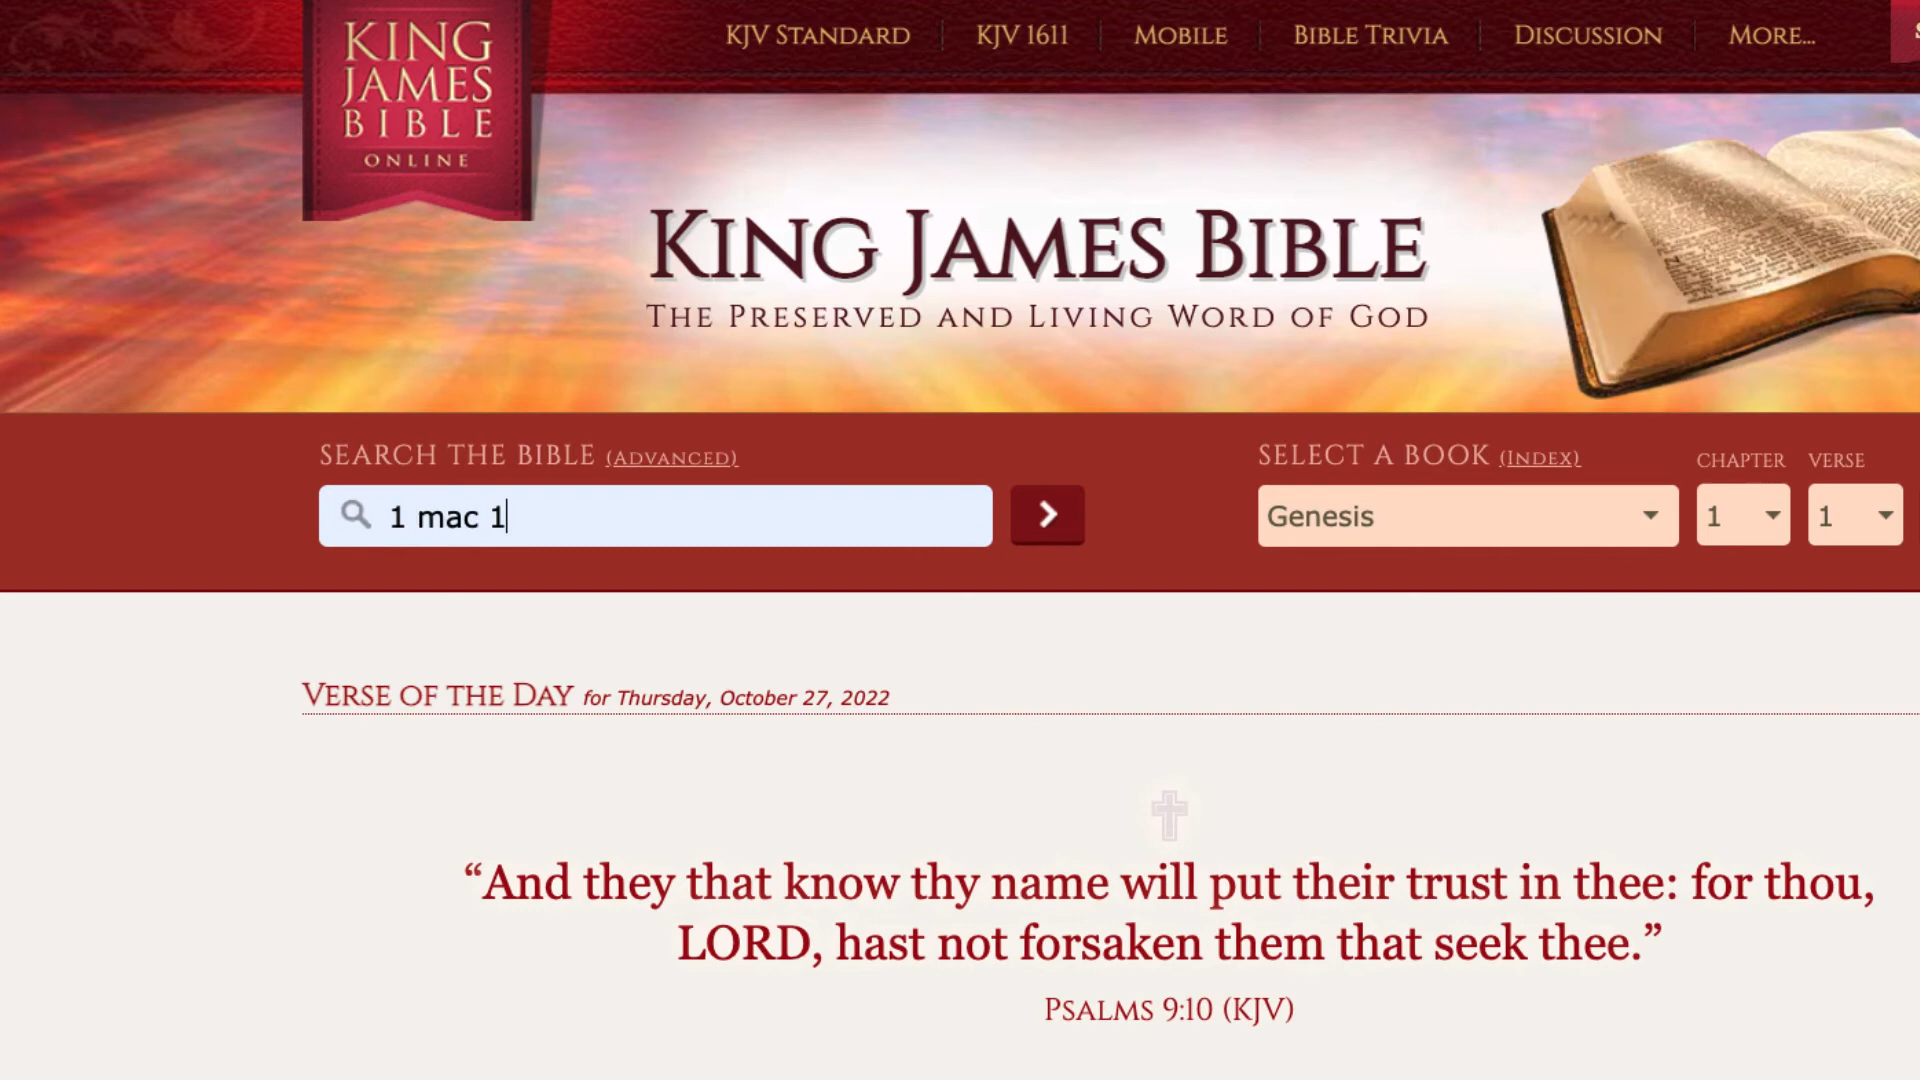 KING
JAMES
BIBLE
ONLINE
KJV STANDARD
KJV 1611
MOBILE
BIBLE TRIVIA
DISCUSSION
MORE...
KING JAMES BIBLE
THE PRESERVED AND LIVING WORD OF GOD
SEARCH THE BIBLE (ADVANCED)
1 mac 1
SELECT A BOOK (INDEX)
CHAPTER
VERSE
Genesis
1
1
VERSE OF THE DAY for Thursday, October 27, 2022
“And they that know thy name will put their trust in thee: for thou,
LORD, hast not forsaken them that seek thee.”
PSALMS 9:10 (KJV)